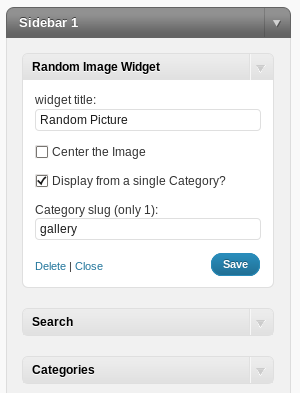 Sidebar 1
Random Image Widget
widget title:
Random Picture
Center the Image
Display from a single Category?
Category slug (only 1):
gallery
Delete | Close
Save
Search
Categories